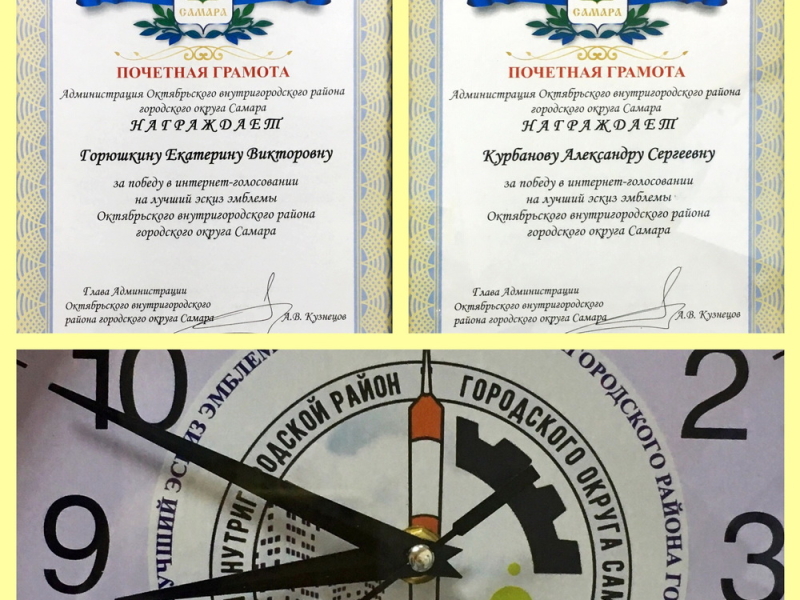 САМАРА
ПОЧЕТНАЯ ГРАМОТА
Администрация Октябрьского внутригородского района
городского округа Самара
НАГРАЖДАЕТ
Горюшкину Екатерину Викторовну
за победу в интернет-голосовании
на лучший эскиз эмблемы
Октябрьского внутригородского района
городского округа Самара
Глава Администрации
Октябрьского внутригородского
района городского округа Самара
А.В. Кузнецов
САМАРА
ПОЧЕТНАЯ ГРАМОТА
Администрация Октябрьского внутригородского района
городского округа Самара
НАГРАЖДАЕТ
Курбанову Александру Сергеевну
за победу в интернет-голосовании
на лучший эскиз эмблемы
Октябрьского внутригородского района
городского округа Самара
Глава Администрации
Октябрьского внутригородского
района городского округа Самара
А.В. Кузнецов
10
2
9
3
УЧШИЙ ЭСКИЗ ЭМБЛЕМ
ГОРОДСКОГО РАЙОНА ГО
НУТРИГ ОДСКОЙ РАЙОН
ГОРОДСКОГО ОКРУГА САМ